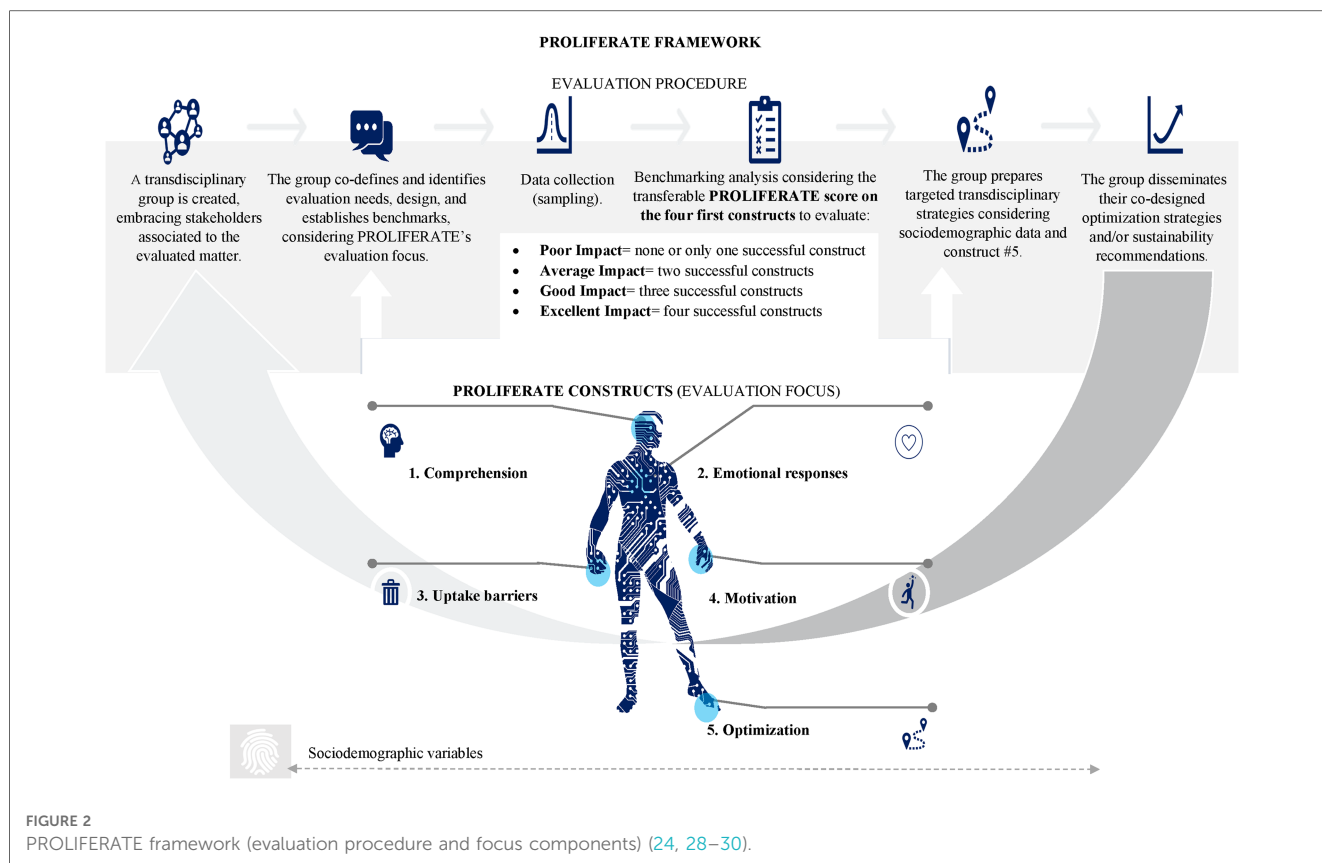 PROLIFERATE FRAMEWORK
EVALUATION PROCEDURE
A transdisciplinary
group is created,
embracing stakeholders
associated to the
evaluated matter.
The group co-defines and identifies
evaluation needs, design, and
establishes benchmarks,
considering PROLIFERATE's
evaluation focus.
Data collection
(sampling).
Benchmarking analysis considering the
transferable PROLIFERATE score on
the four first constructs to evaluate:
• Poor Impact= none or only one successful construct
• Average Impact= two successful constructs
• Good Impact= three successful constructs
• Excellent Impact= four successful constructs
The group prepares
targeted transdisciplinary
strategies considering
sociodemographic data and
construct #5.
The group disseminates
their co-designed
optimization strategies
and/or sustainability
recommendations.
PROLIFERATE CONSTRUCTS (EVALUATION FOCUS)
1. Comprehension
2. Emotional responses
3. Uptake barriers
4. Motivation
5. Optimization
Sociodemographic variables
FIGURE 2
PROLIFERATE framework (evaluation procedure and focus components) (24, 28–30).